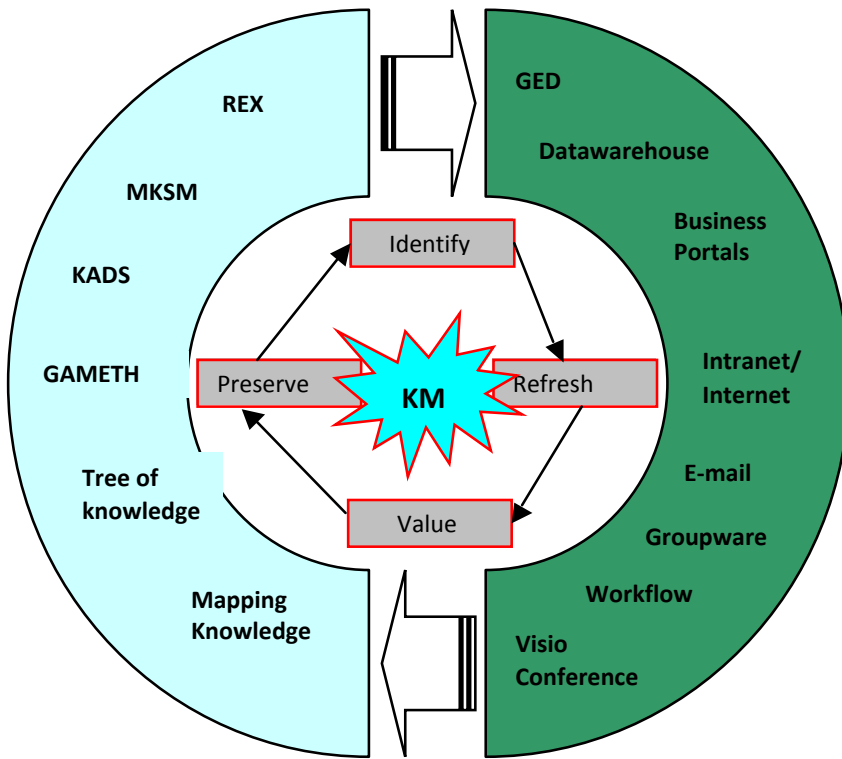 REX
MKSM
KADS
GAMETH
Tree of
knowledge
Mapping
Knowledge
Identify
Preserve
KM
Refresh
Value
GED
Datawarehouse
Business
Portals
Intranet/
Internet
E-mail
Groupware
Workflow
Visio
Conference